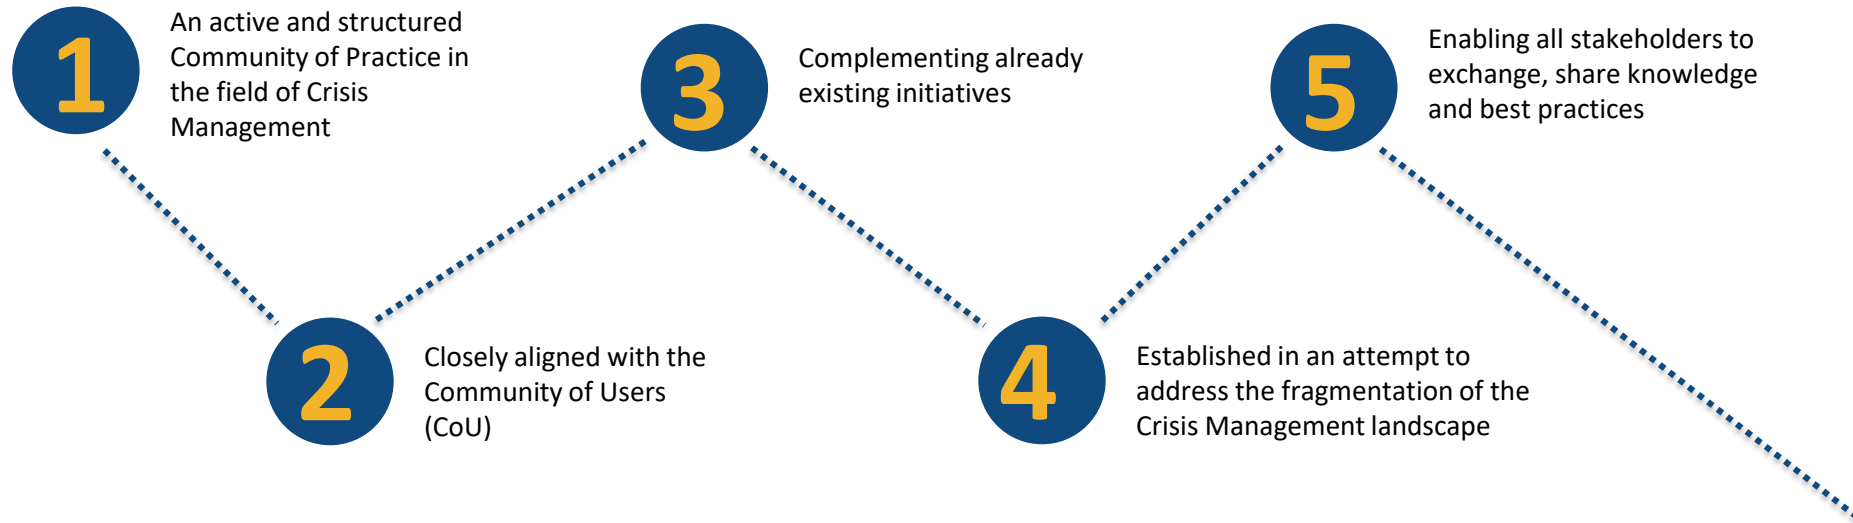 1
An active and structured
Community of Practice in
the field of Crisis
Management
2
Closely aligned with the
Community of Users
(CoU)
3
Complementing already
existing initiatives
4
Established in an attempt to
address the fragmentation of the
Crisis Management landscape
5
Enabling all stakeholders to
exchange, share knowledge
and best practices